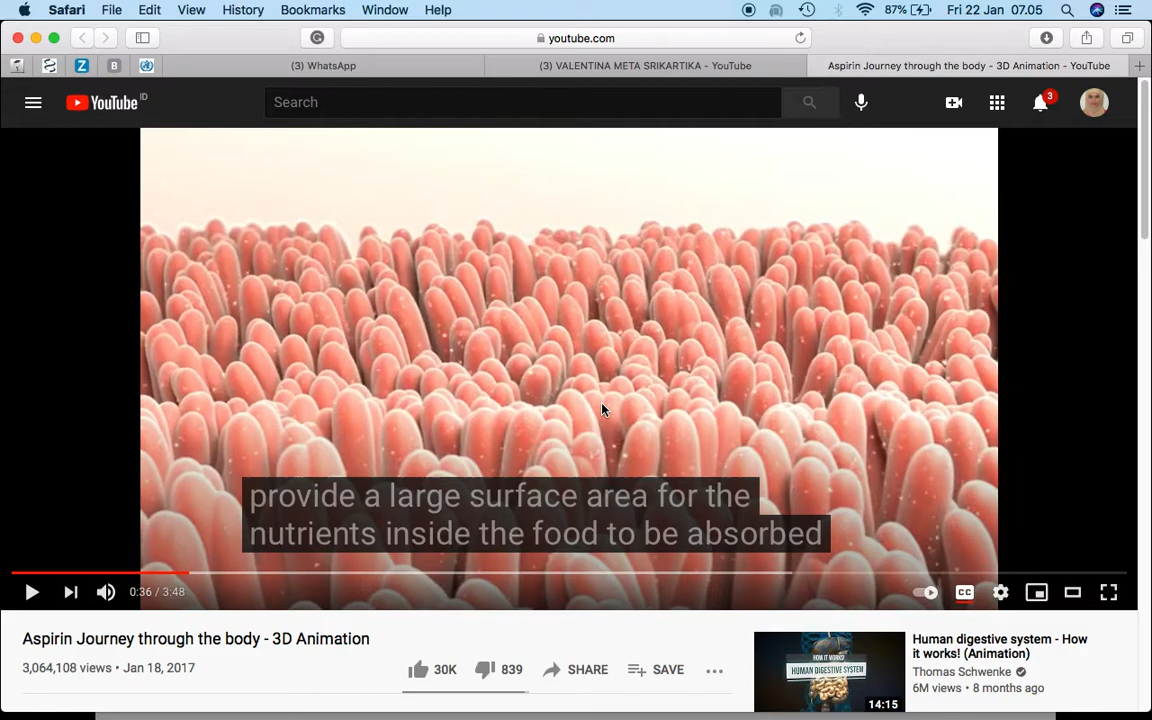 Safari File Edit View History Bookmarks Window Help 87% Fri 22 Jan 07.05
youtube.com
(3) WhatsApp (3) VALENTINA META SRIKARTIKA - YouTube Aspirin Journey through the body - 3D Animation - YouTube
YouTube ID Search 3
provide a large surface area for the
nutrients inside the food to be absorbed
0:36 / 3:48 CC
Aspirin Journey through the body - 3D Animation
3,064,108 views • Jan 18, 2017 30K 839 SHARE SAVE
HOW IT WORKS!
HUMAN DIGESTIVE SYSTEM
14:15
Human digestive system - How
it works! (Animation)
Thomas Schwenke
6M views • 8 months ago